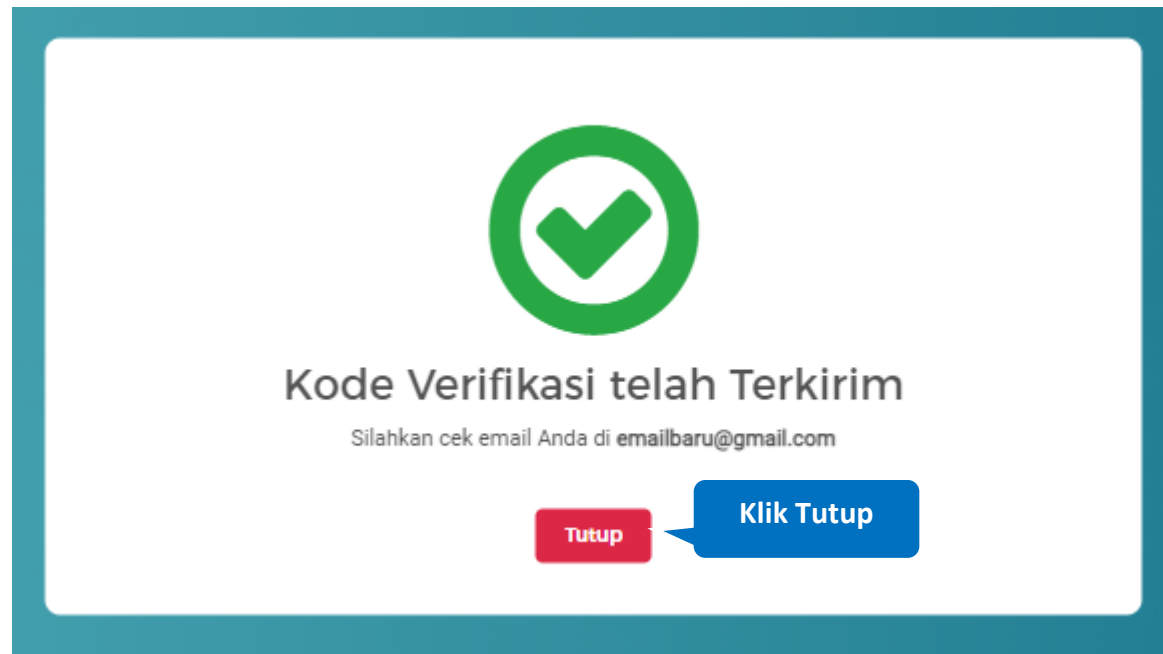 Kode Verifikasi telah Terkirim
Silahkan cek email Anda di emailbaru@gmail.com
Tutup
Klik Tutup